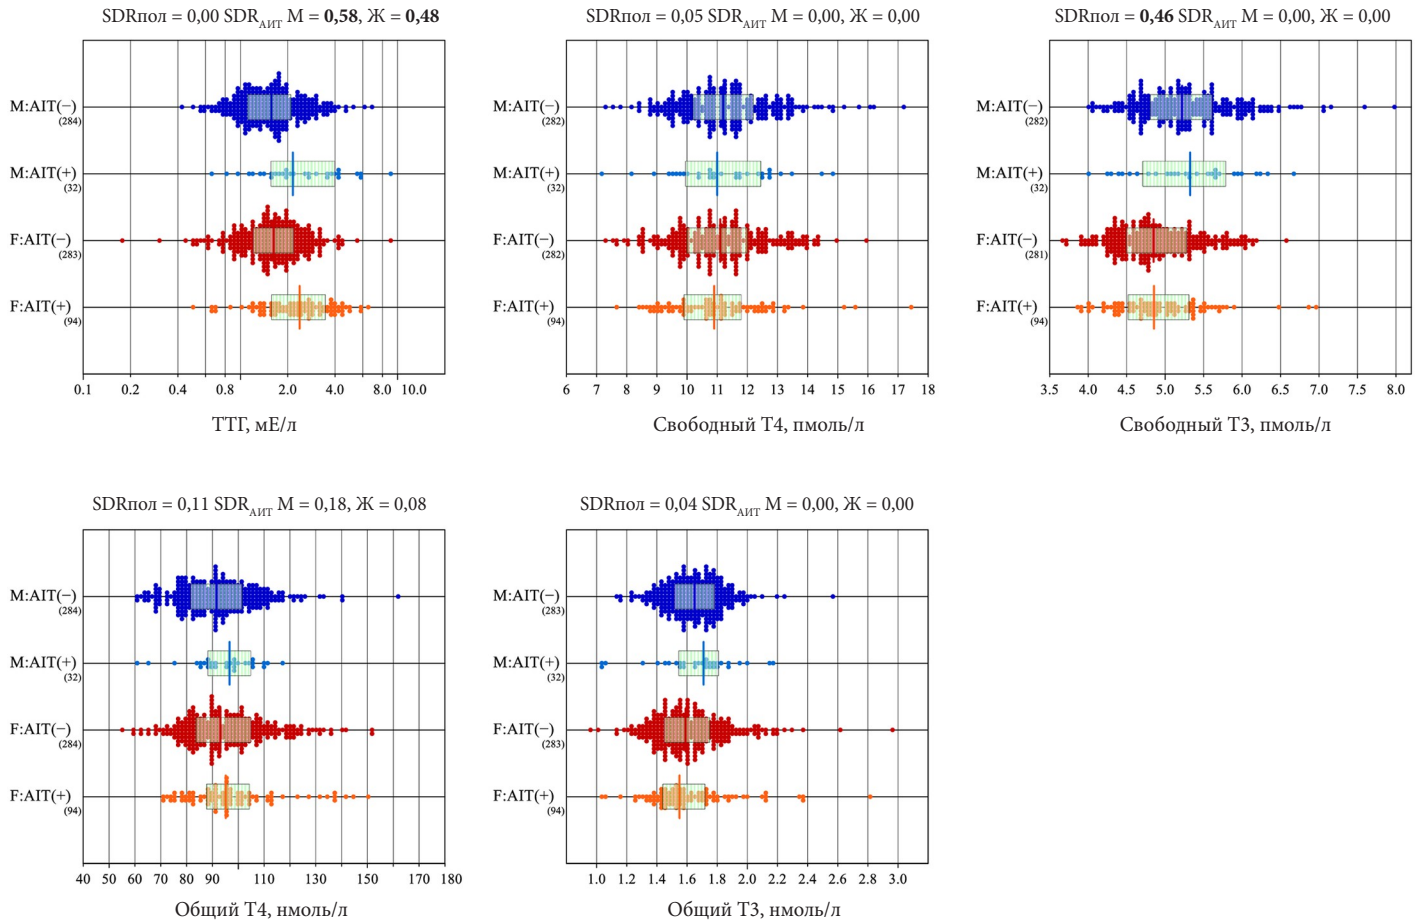 SDRпол = 0,00 SDRАИТ М = 0,58, Ж = 0,48
M:AIT(−)
(284)
M:AIT(+)
(32)
F:AIT(−)
(283)
F:AIT(+)
(94)
0.1 0.2 0.4 0.8 2.0 4.0 8.0 10.0
ТТГ, мЕ/л
SDRпол = 0,05 SDRАИТ М = 0,00, Ж = 0,00
M:AIT(−)
(282)
M:AIT(+)
(32)
F:AIT(−)
(282)
F:AIT(+)
(94)
6 7 8 9 10 11 12 13 14 15 16 17 18
Свободный Т4, пмоль/л
SDRпол = 0,46 SDRАИТ М = 0,00, Ж = 0,00
M:AIT(−)
(282)
M:AIT(+)
(32)
F:AIT(−)
(281)
F:AIT(+)
(94)
3.5 4.0 4.5 5.0 5.5 6.0 6.5 7.0 7.5 8.0
Свободный Т3, пмоль/л
SDRпол = 0,11 SDRАИТ М = 0,18, Ж = 0,08
M:AIT(−)
(284)
M:AIT(+)
(32)
F:AIT(−)
(284)
F:AIT(+)
(94)
40 50 60 70 80 90 110 130 150 170 180
Общий Т4, нмоль/л
SDRпол = 0,04 SDRАИТ М = 0,00, Ж = 0,00
M:AIT(−)
(283)
M:AIT(+)
(32)
F:AIT(−)
(283)
F:AIT(+)
(94)
1.0 1.2 1.4 1.6 1.8 2.0 2.2 2.4 2.6 2.8 3.0
Общий Т3, нмоль/л